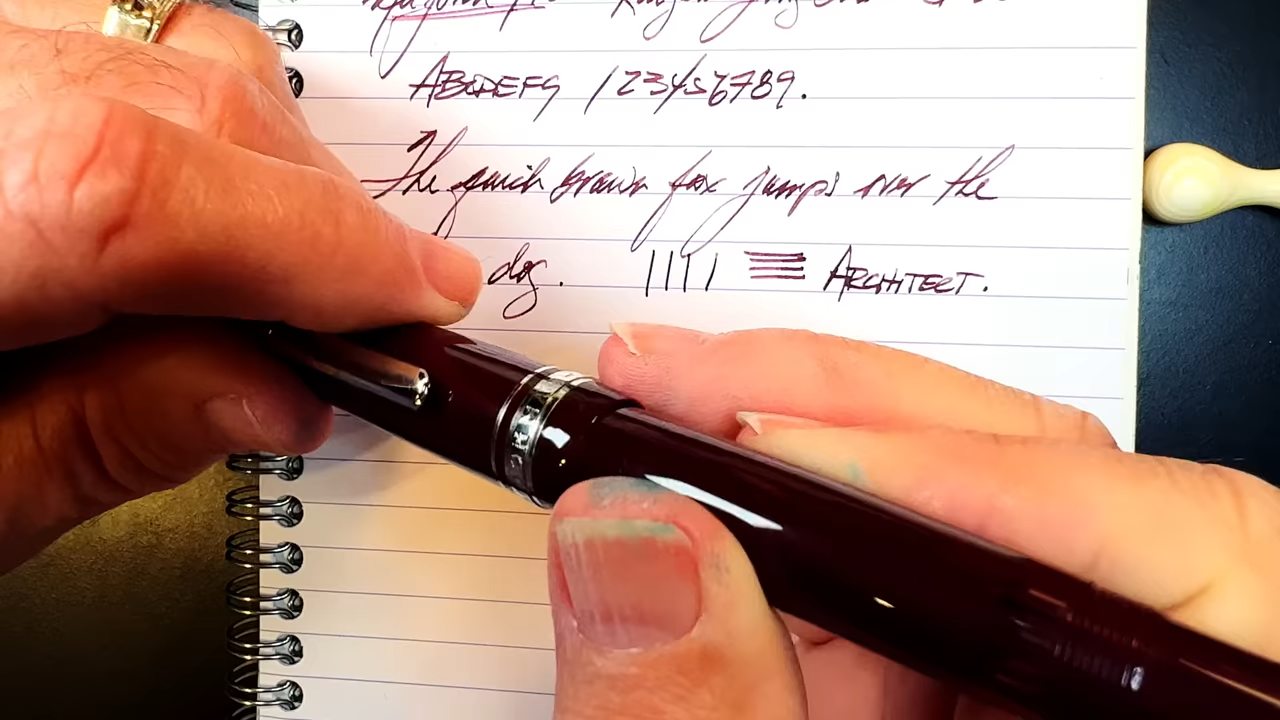 ABCDEFG 123456789.
The quick brown fox jumps over the
dog. |||| ≡ ARCHITECT.